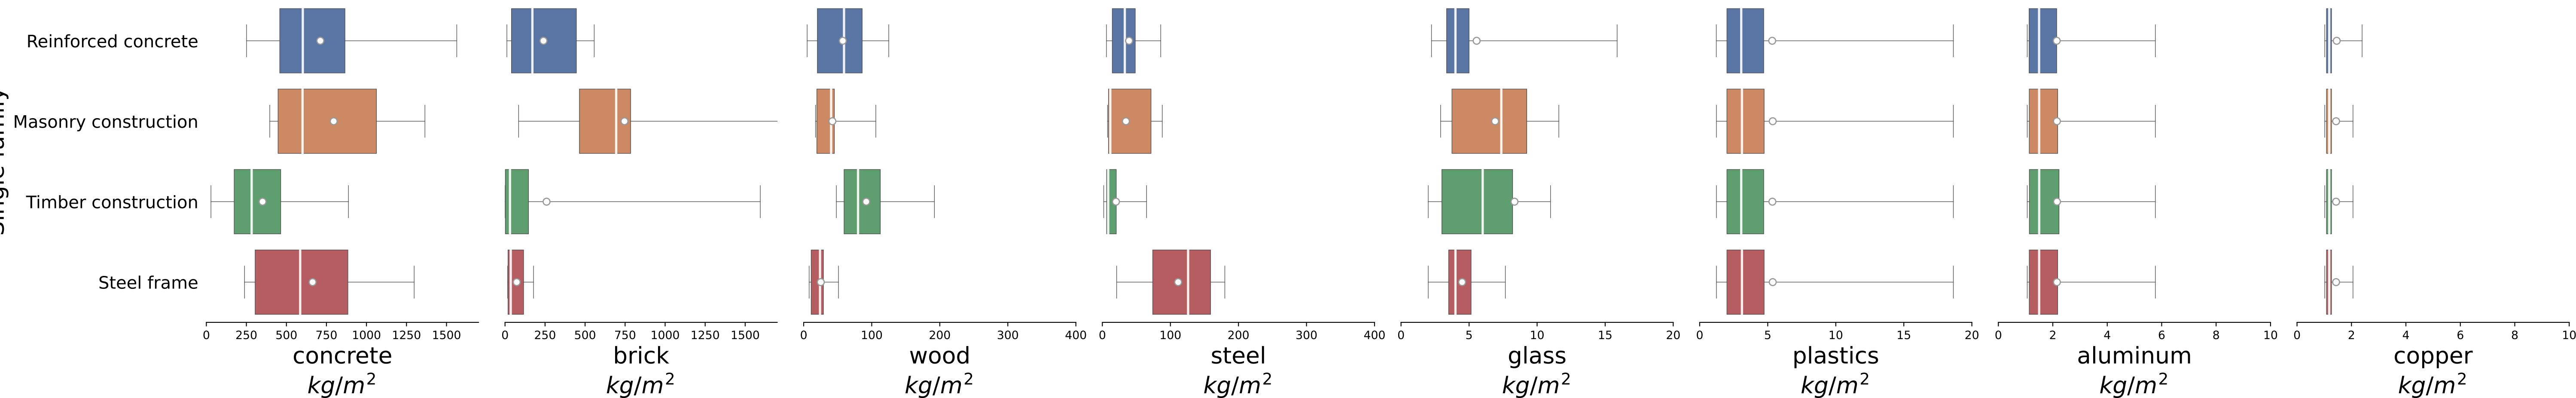 Reinforced concrete
Masonry construction
Timber construction
Steel frame
0 250 500 750 1000 1250 1500
0 250 500 750 1000 1250 1500
0 100 200 300 400
0 100 200 300 400
0 5 10 15 20
0 5 10 15 20
0 2 4 6 8 10
0 2 4 6 8 10
concrete
kg/m²
brick
kg/m²
wood
kg/m²
steel
kg/m²
glass
kg/m²
plastics
kg/m²
aluminum
kg/m²
copper
kg/m²